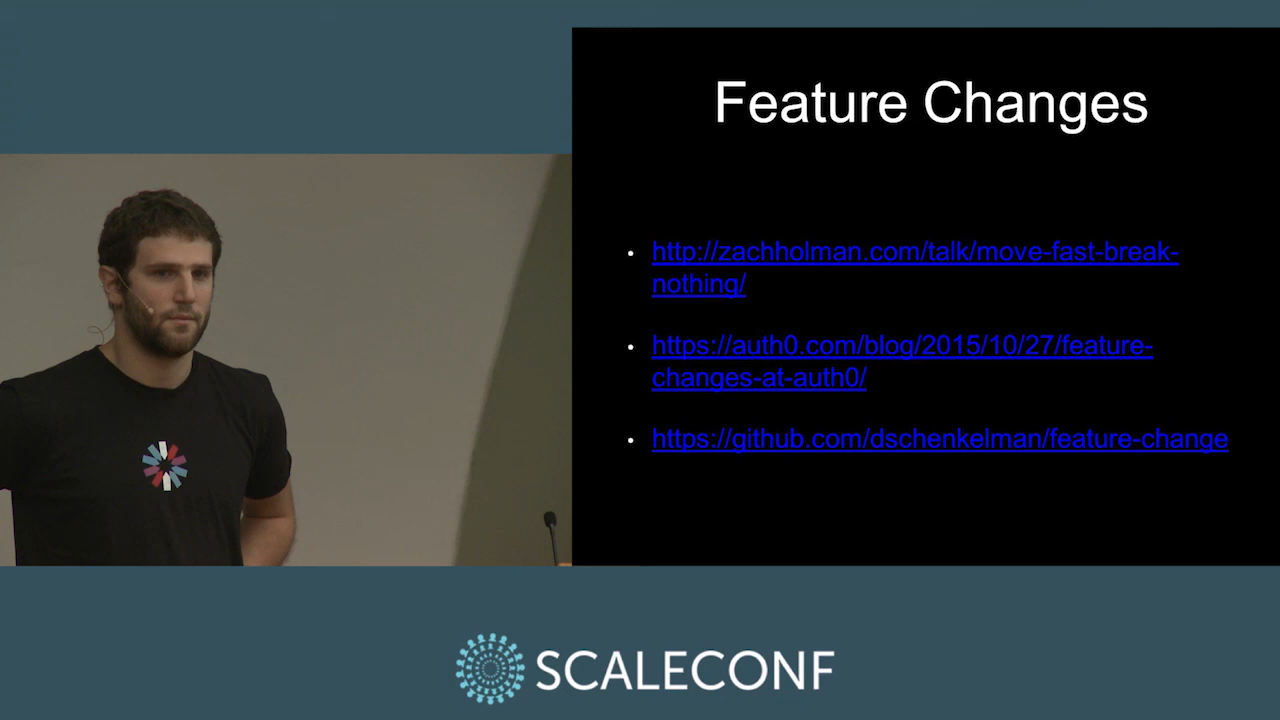 Feature Changes
http://zachholman.com/talk/move-fast-break-
nothing/
https://auth0.com/blog/2015/10/27/feature-
changes-at-auth0/
https://github.com/dschenkelman/feature-change
SCALECONF